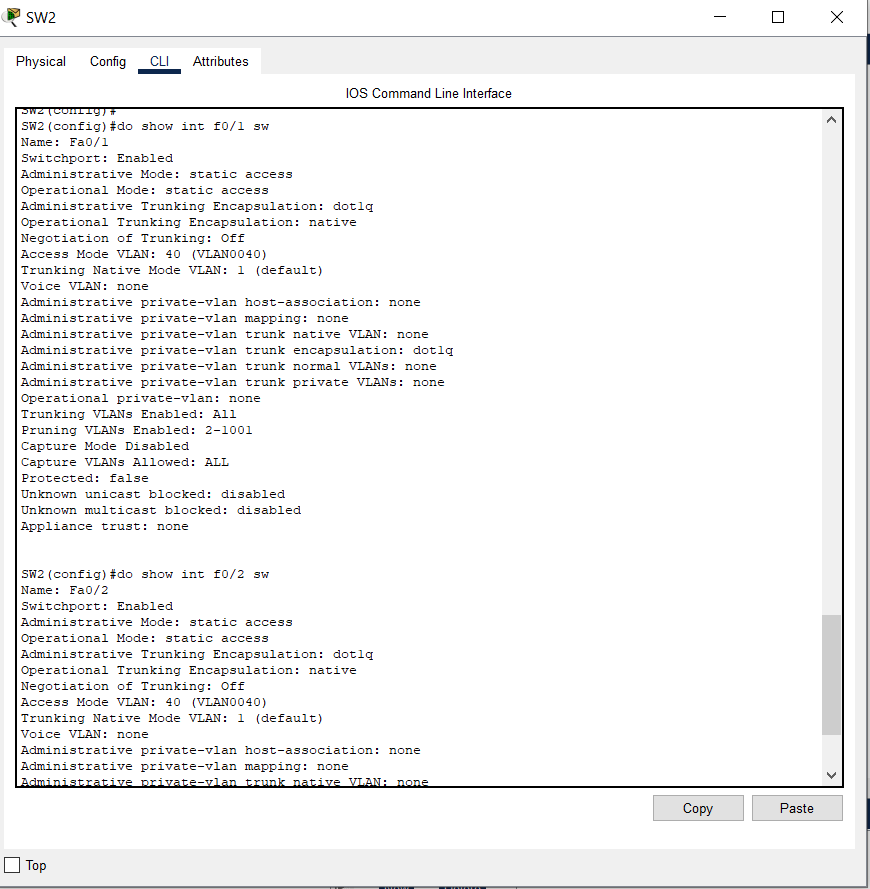 SW2
Physical Config CLI Attributes
IOS Command Line Interface
SW2(config)#
SW2(config)#do show int f0/1 sw
Name: Fa0/1
Switchport: Enabled
Administrative Mode: static access
Operational Mode: static access
Administrative Trunking Encapsulation: dot1q
Operational Trunking Encapsulation: native
Negotiation of Trunking: Off
Access Mode VLAN: 40 (VLAN0040)
Trunking Native Mode VLAN: 1 (default)
Voice VLAN: none
Administrative private-vlan host-association: none
Administrative private-vlan mapping: none
Administrative private-vlan trunk native VLAN: none
Administrative private-vlan trunk encapsulation: dot1q
Administrative private-vlan trunk normal VLANs: none
Administrative private-vlan trunk private VLANs: none
Operational private-vlan: none
Trunking VLANs Enabled: All
Pruning VLANs Enabled: 2-1001
Capture Mode Disabled
Capture VLANs Allowed: ALL
Protected: false
Unknown unicast blocked: disabled
Unknown multicast blocked: disabled
Appliance trust: none
SW2(config)#do show int f0/2 sw
Name: Fa0/2
Switchport: Enabled
Administrative Mode: static access
Operational Mode: static access
Administrative Trunking Encapsulation: dot1q
Operational Trunking Encapsulation: native
Negotiation of Trunking: Off
Access Mode VLAN: 40 (VLAN0040)
Trunking Native Mode VLAN: 1 (default)
Voice VLAN: none
Administrative private-vlan host-association: none
Administrative private-vlan mapping: none
Administrative private-vlan trunk native VLAN: none
Copy Paste
Top